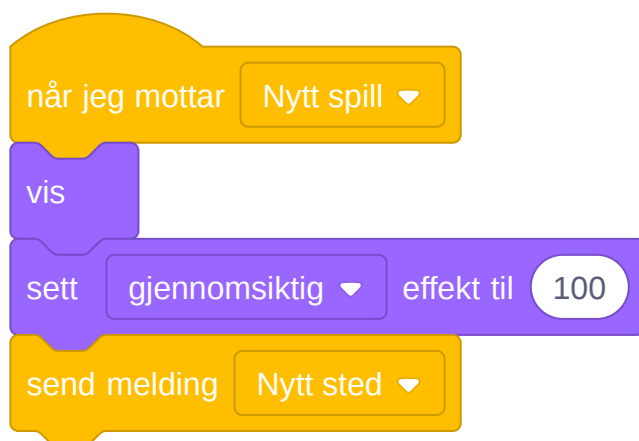 når jeg mottar Nytt spill
vis
sett gjennomsiktig effekt til 100
send melding Nytt sted